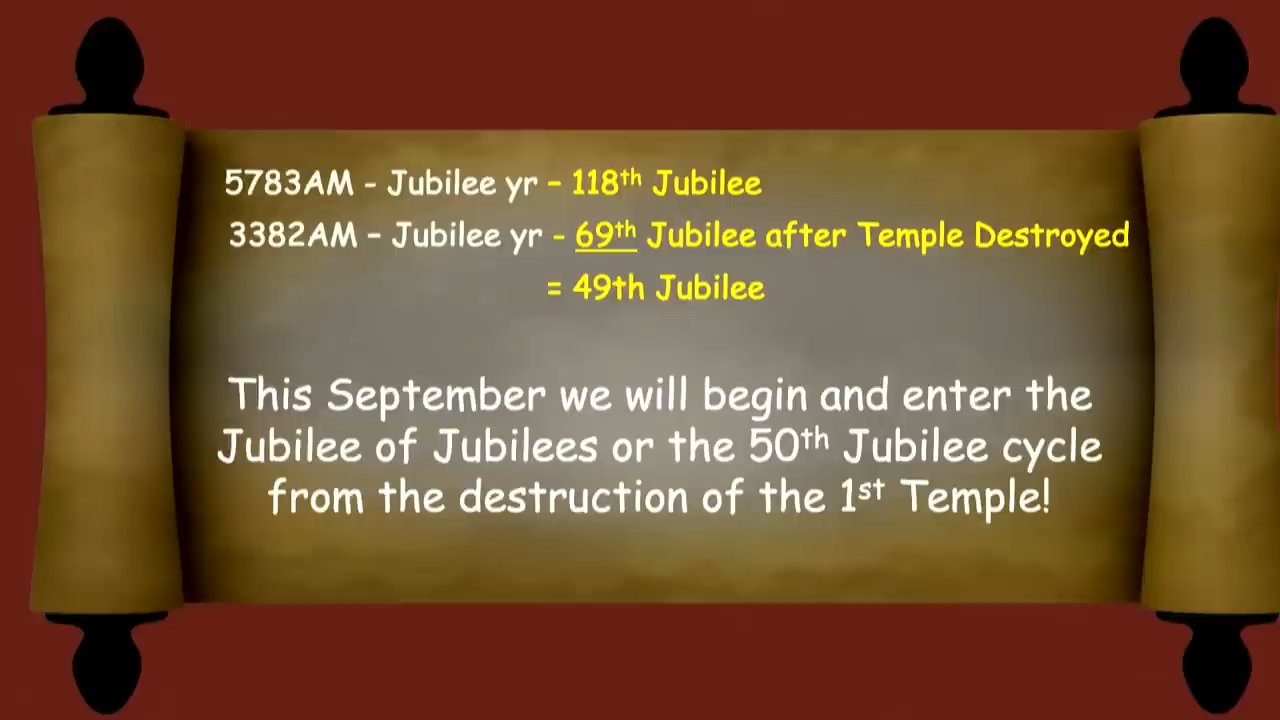 5783AM - Jubilee yr – 118th Jubilee
3382AM – Jubilee yr - 69th Jubilee after Temple Destroyed
= 49th Jubilee
This September we will begin and enter the
Jubilee of Jubilees or the 50th Jubilee cycle
from the destruction of the 1st Temple!